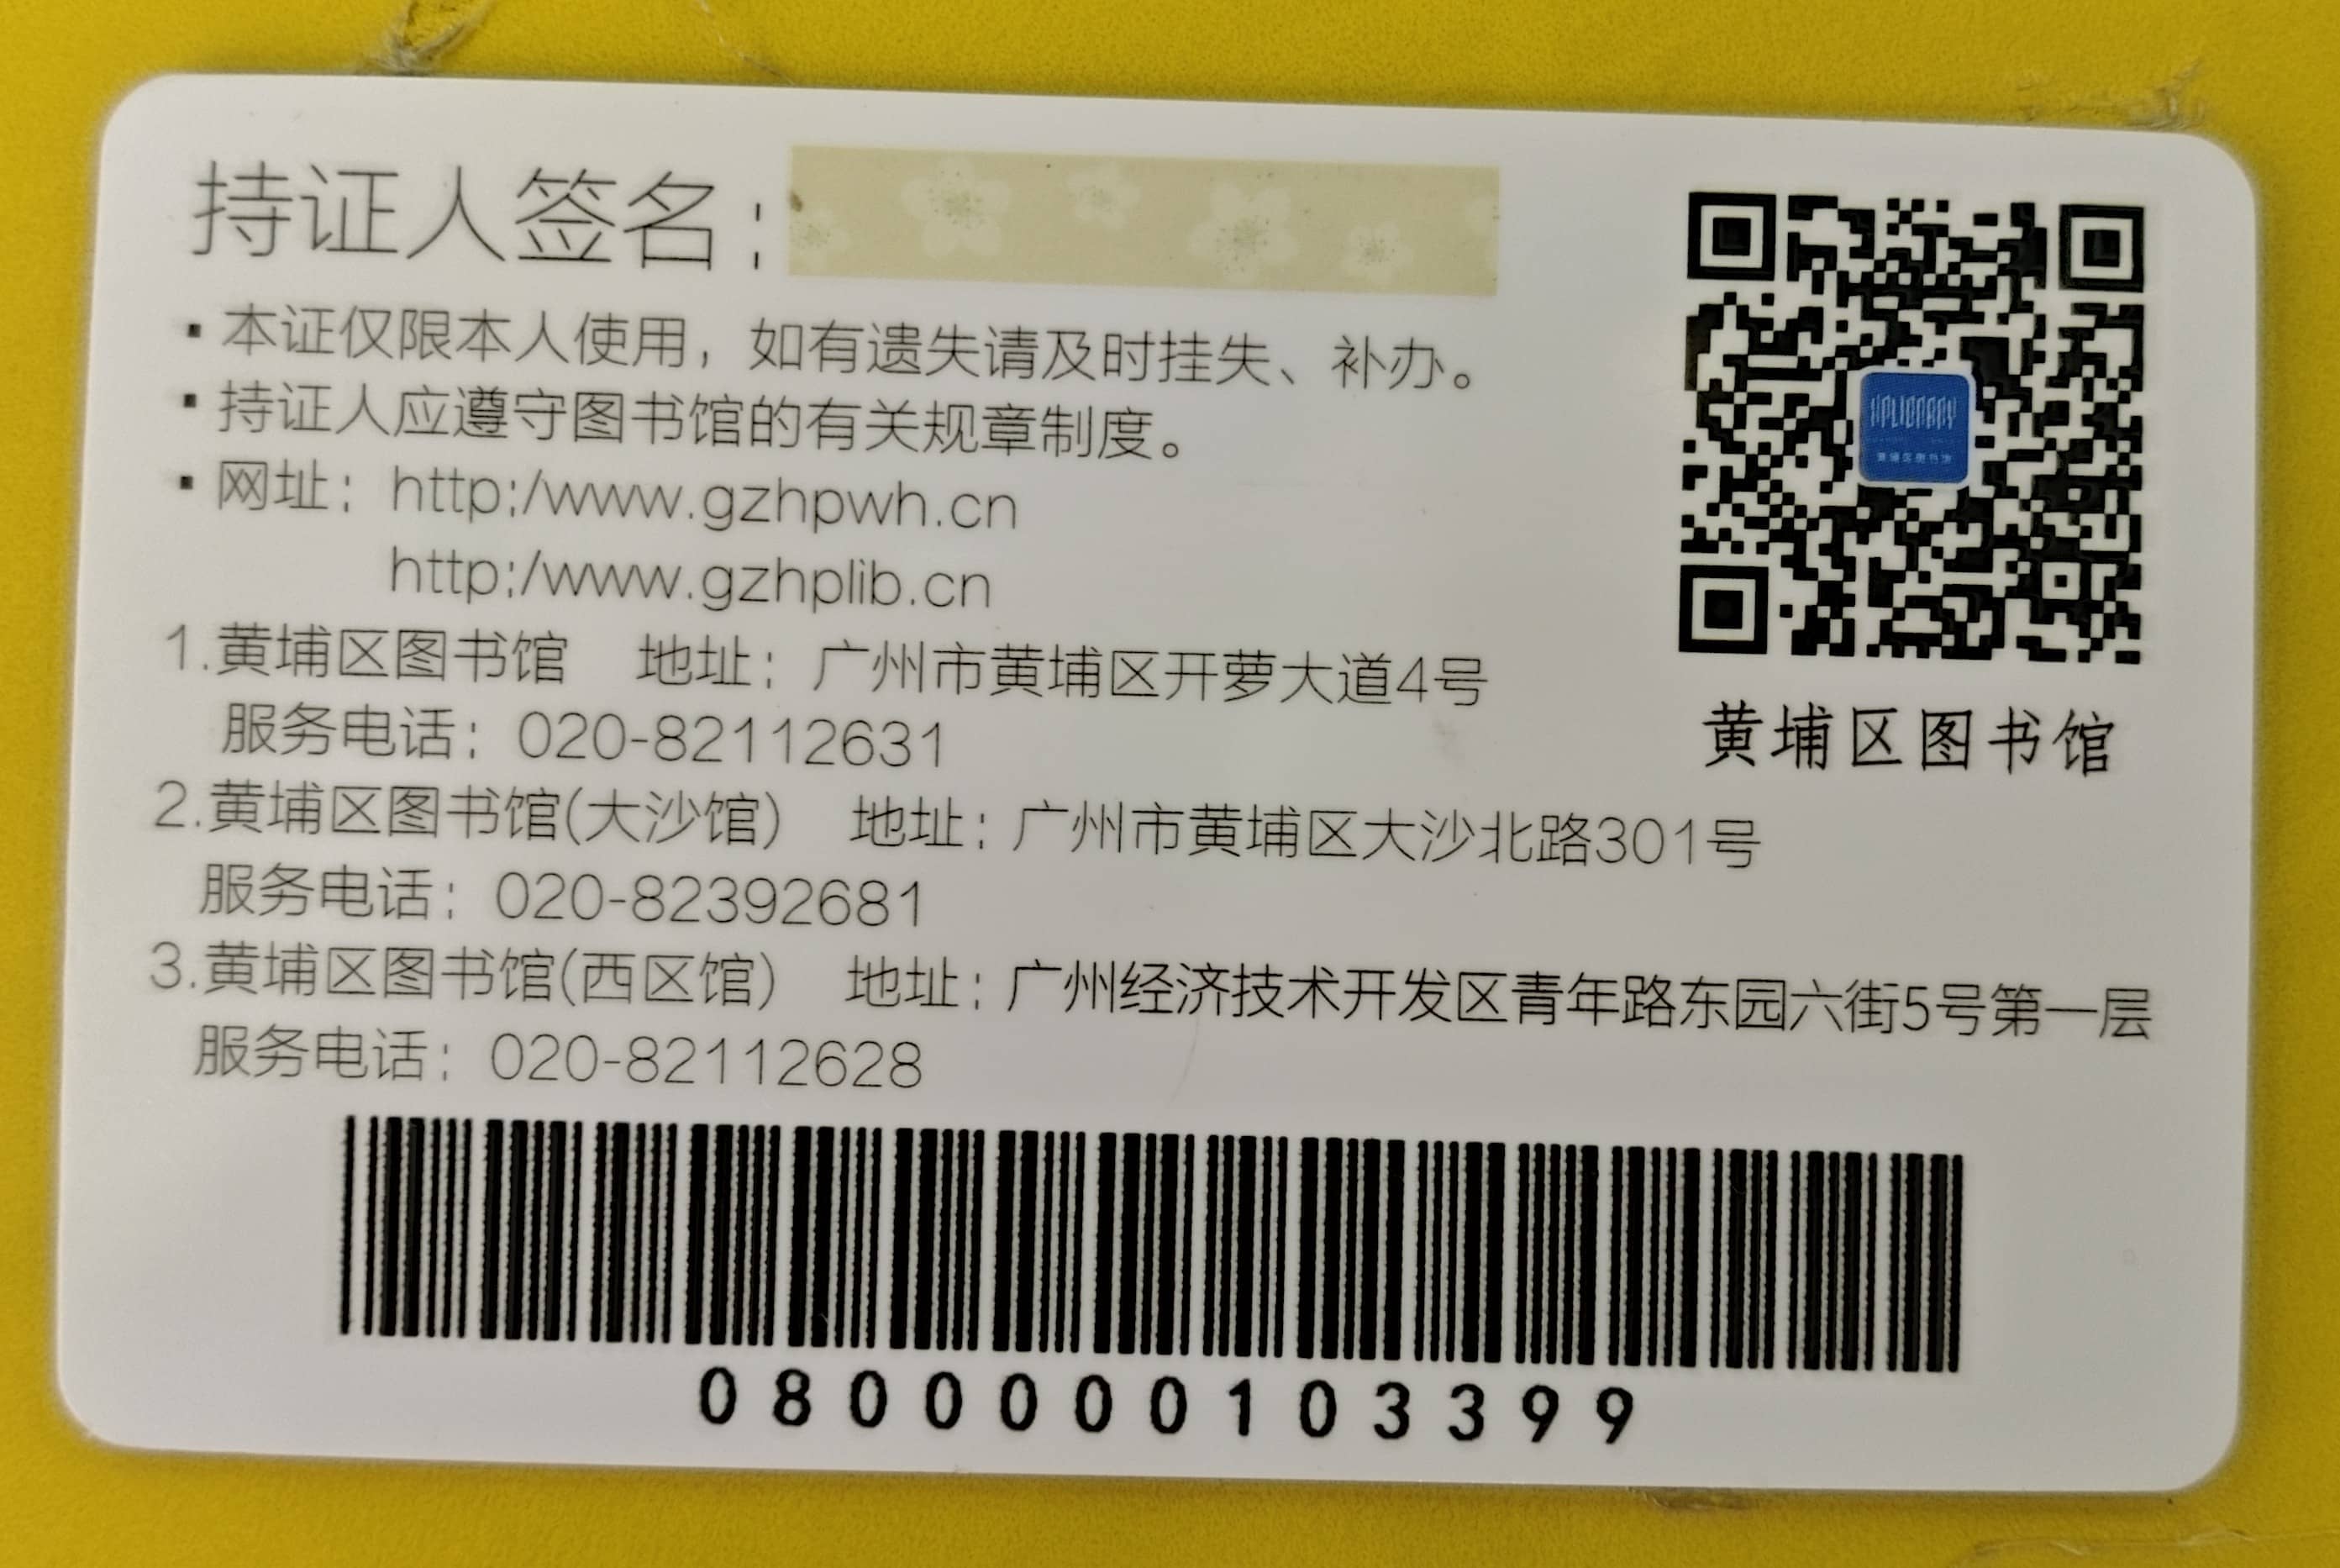 持证人签名:
·本证仅限本人使用，如有遗失请及时挂失、补办。
·持证人应遵守图书馆的有关规章制度。
·网址: http:/www.gzhpwh.cn
http:/www.gzhplib.cn
1.黄埔区图书馆 地址: 广州市黄埔区开萝大道4号
服务电话: 020-82112631
2.黄埔区图书馆(大沙馆) 地址: 广州市黄埔区大沙北路301号
服务电话: 020-82392681
3.黄埔区图书馆(西区馆) 地址: 广州经济技术开发区青年路东园六街5号第一层
服务电话: 020-82112628
黄埔区图书馆
0800000103399